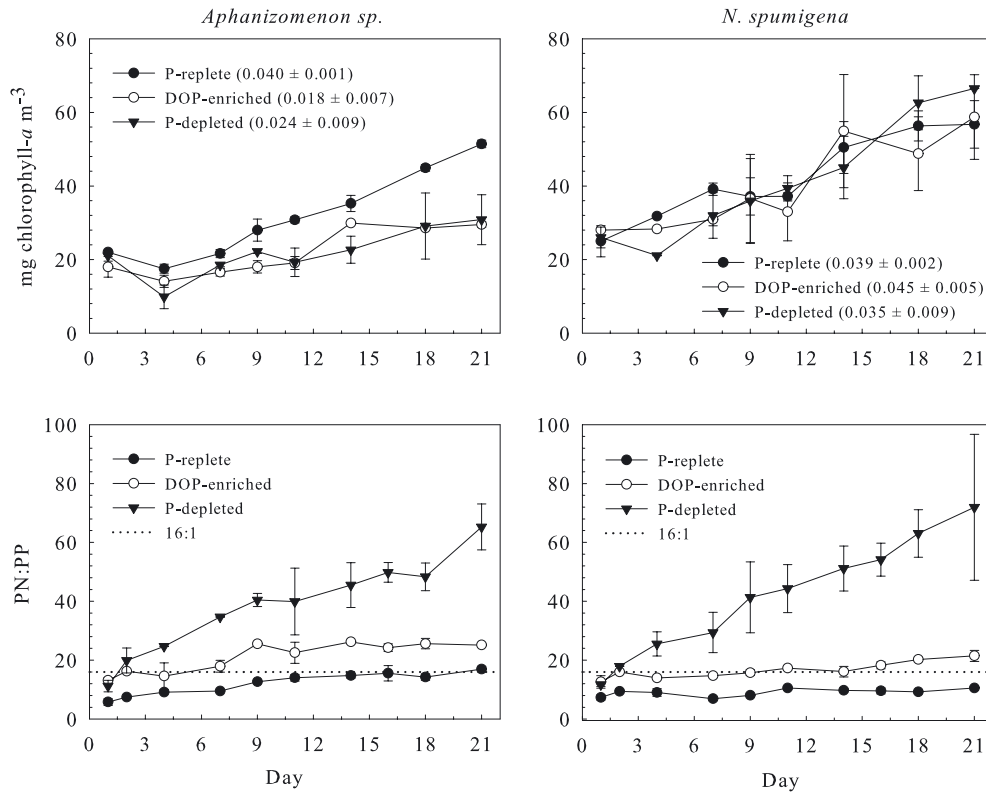 Aphanizomenon sp.
N. spumigena
mg chlorophyll-a m-3
80
60
40
20
0
P-replete (0.040 ± 0.001)
DOP-enriched (0.018 ± 0.007)
P-depleted (0.024 ± 0.009)
0 3 6 9 12 15 18 21
80
60
40
20
0
P-replete (0.039 ± 0.002)
DOP-enriched (0.045 ± 0.005)
P-depleted (0.035 ± 0.009)
0 3 6 9 12 15 18 21
PN:PP
100
80
60
40
20
0
P-replete
DOP-enriched
P-depleted
16:1
0 3 6 9 12 15 18 21
Day
100
80
60
40
20
0
P-replete
DOP-enriched
P-depleted
16:1
0 3 6 9 12 15 18 21
Day